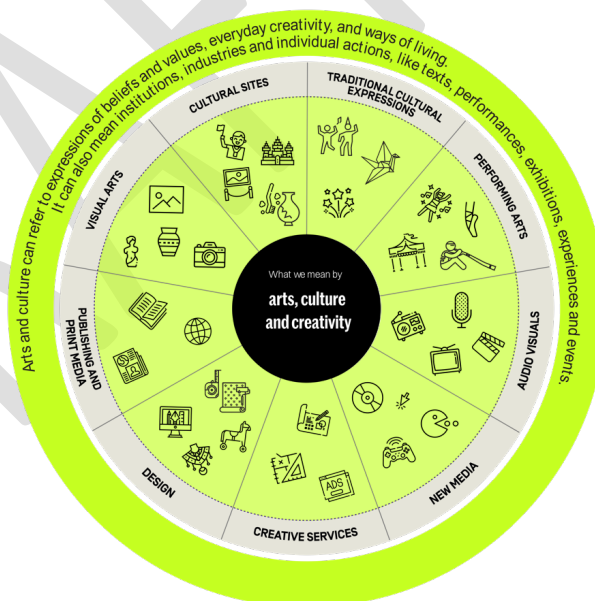 Arts and culture can refer to expressions of beliefs and values, everyday creativity, and ways of living.
It can also mean institutions, industries and individual actions, like texts, performances, exhibitions, experiences and events.
CULTURAL SITES
TRADITIONAL CULTURAL
EXPRESSIONS
PERFORMING ARTS
AUDIO VISUALS
NEW MEDIA
CREATIVE SERVICES
DESIGN
PUBLISHING AND
PRINT MEDIA
VISUAL ARTS
What we mean by
arts, culture
and creativity
ADS